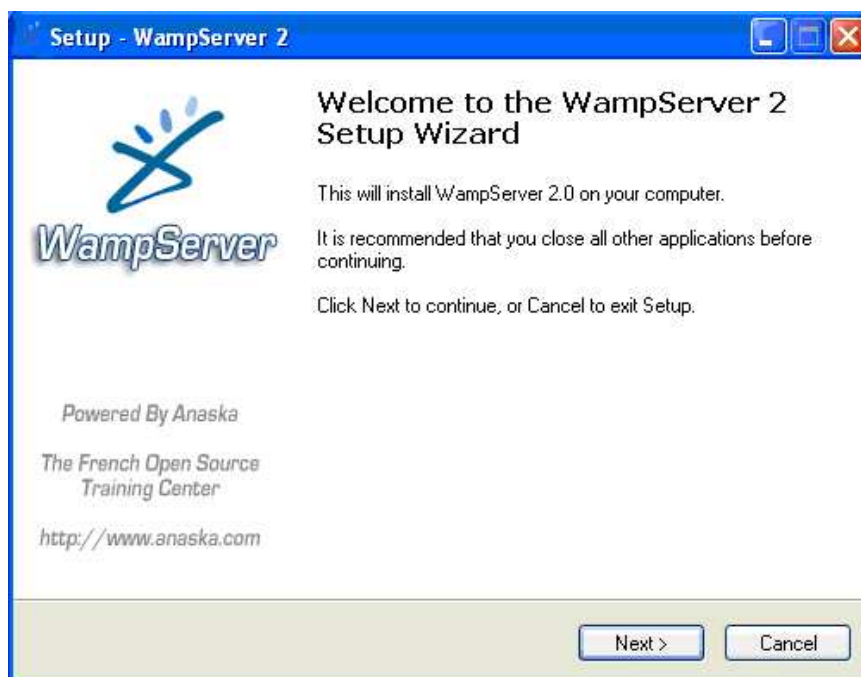 Setup - WampServer 2
Welcome to the WampServer 2
Setup Wizard
This will install WampServer 2.0 on your computer.
It is recommended that you close all other applications before
continuing.
Click Next to continue, or Cancel to exit Setup.
WampServer
Powered By Anaska
The French Open Source
Training Center
http://www.anaska.com
Next >
Cancel